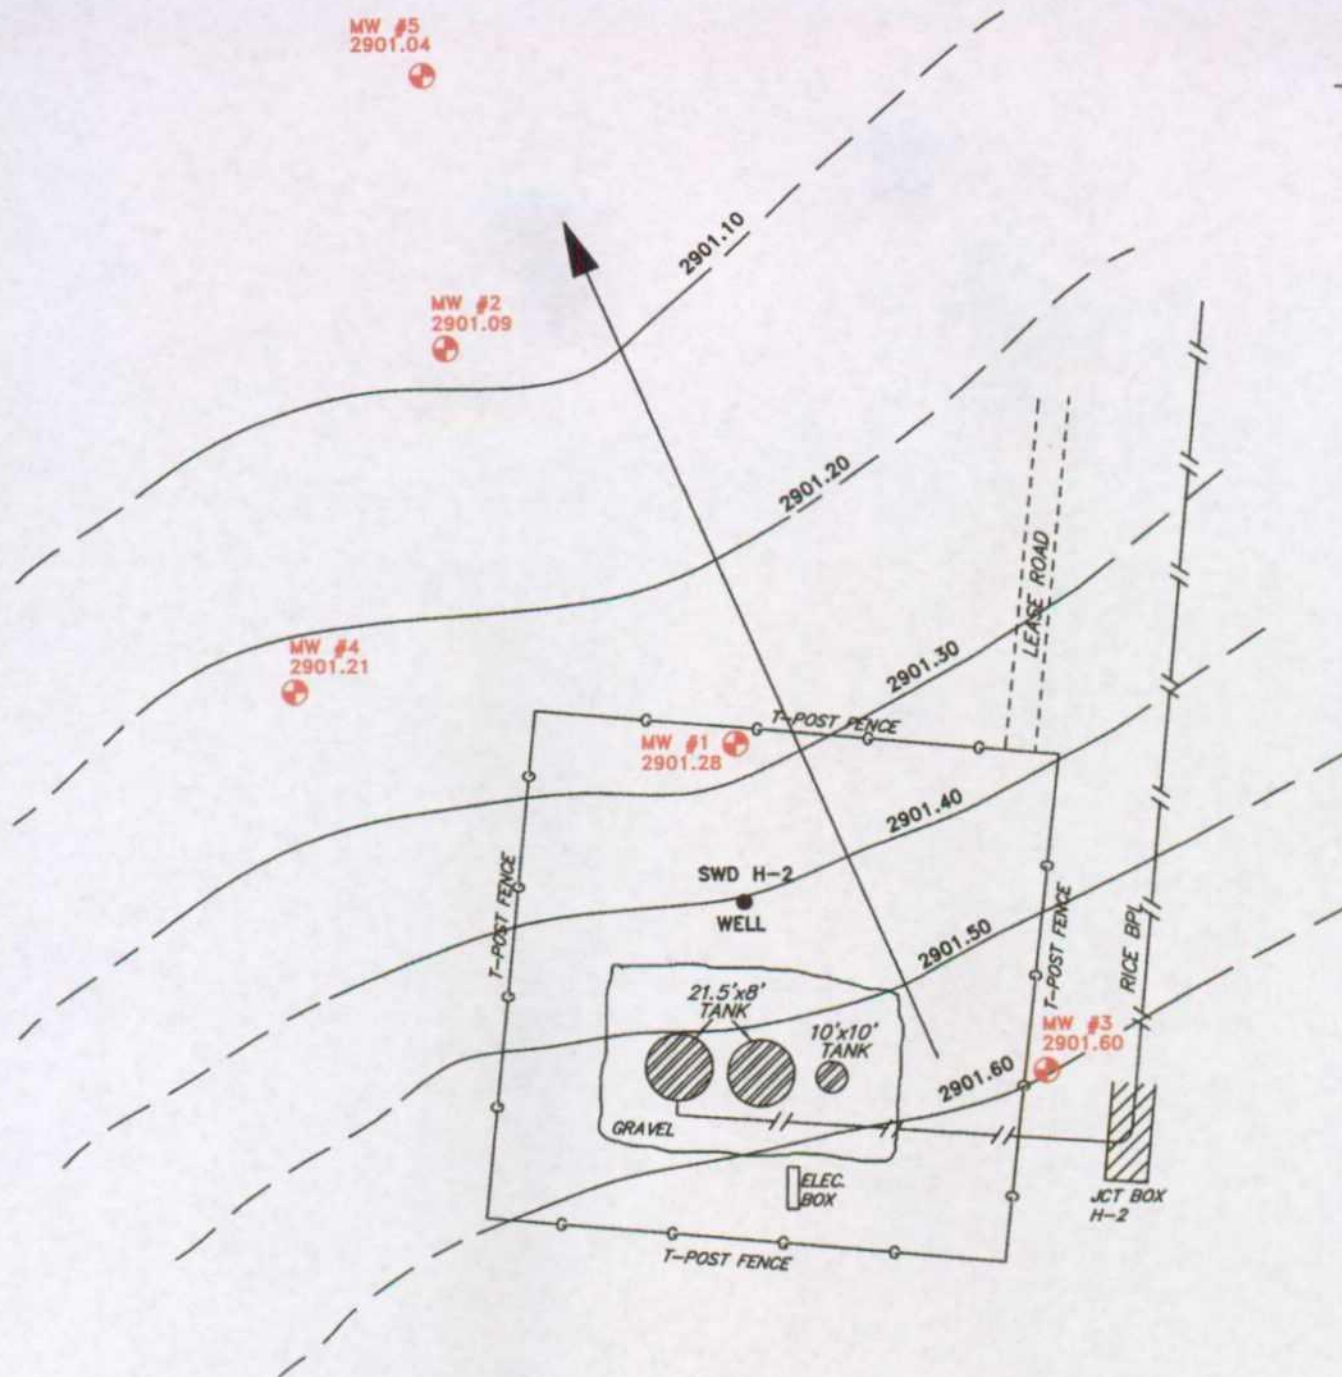 MW #5
2901.04
2901.10
MW #2
2901.09
2901.20
LEASE ROAD
MW #4
2901.21
2901.30
T-POST FENCE
MW #1
2901.28
2901.40
T-POST FENCE
SWD H-2
WELL
2901.50
T-POST FENCE
RICE BPL
21.5'x8'
TANK
10'x10'
TANK
MW #3
2901.60
2901.60
GRAVEL
ELEC.
BOX
JCT BOX
H-2
T-POST FENCE